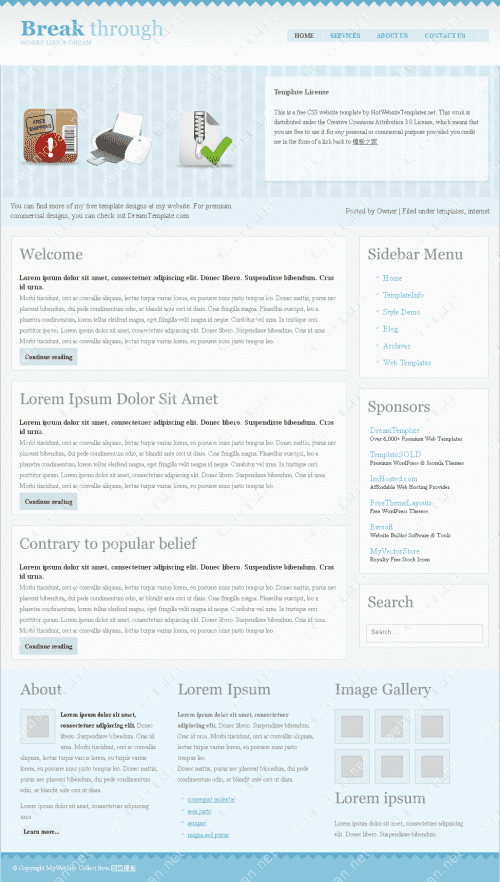 Break through
WORKS LIKE A DREAM
HOME SERVICES ABOUT US CONTACT US
FREE SHIPPING
Template License
This is a free CSS website template by HotWebsiteTemplates.net. This work is
distributed under the Creative Commons Attribution 3.0 License, which means that
you are free to use it for any personal or commercial purpose provided you credit
me in the form of a link back to 模板之家
You can find more of my free template designs at my website. For premium
commercial designs, you can check out DreamTemplate.com.
Posted by Owner | Filed under templates, internet
Welcome
Lorem ipsum dolor sit amet, consectetuer adipiscing elit. Donec libero. Suspendisse bibendum. Cras
id urna.
Morbi tincidunt, orci ac convallis aliquam, lectus turpis varius lorem, eu posuere nunc justo tempus leo. Donec mattis, purus nec
placerat bibendum, dui pede condimentum odio, ac blandit ante orci ut diam. Cras fringilla magna. Phasellus suscipit, leo a
pharetra condimentum, lorem tellus eleifend magna, eget fringilla velit magna id neque. Curabitur vel urna. In tristique orci
porttitor ipsum. Lorem ipsum dolor sit amet, consectetuer adipiscing elit. Donec libero. Suspendisse bibendum. Cras id urna.
Morbi tincidunt, orci ac convallis aliquam, lectus turpis varius lorem, eu posuere nunc justo tempus leo.
Continue reading
Lorem Ipsum Dolor Sit Amet
Lorem ipsum dolor sit amet, consectetuer adipiscing elit. Donec libero. Suspendisse bibendum. Cras
id urna.
Morbi tincidunt, orci ac convallis aliquam, lectus turpis varius lorem, eu posuere nunc justo tempus leo. Donec mattis, purus nec
placerat bibendum, dui pede condimentum odio, ac blandit ante orci ut diam. Cras fringilla magna. Phasellus suscipit, leo a
pharetra condimentum, lorem tellus eleifend magna, eget fringilla velit magna id neque. Curabitur vel urna. In tristique orci
porttitor ipsum. Lorem ipsum dolor sit amet, consectetuer adipiscing elit. Donec libero. Suspendisse bibendum. Cras id urna.
Morbi tincidunt, orci ac convallis aliquam, lectus turpis varius lorem, eu posuere nunc justo tempus leo.
Continue reading
Contrary to popular belief
Lorem ipsum dolor sit amet, consectetuer adipiscing elit. Donec libero. Suspendisse bibendum. Cras
id urna.
Morbi tincidunt, orci ac convallis aliquam, lectus turpis varius lorem, eu posuere nunc justo tempus leo. Donec mattis, purus nec
placerat bibendum, dui pede condimentum odio, ac blandit ante orci ut diam. Cras fringilla magna. Phasellus suscipit, leo a
pharetra condimentum, lorem tellus eleifend magna, eget fringilla velit magna id neque. Curabitur vel urna. In tristique orci
porttitor ipsum. Lorem ipsum dolor sit amet, consectetuer adipiscing elit. Donec libero. Suspendisse bibendum. Cras id urna.
Morbi tincidunt, orci ac convallis aliquam, lectus turpis varius lorem, eu posuere nunc justo tempus leo.
Continue reading
Sidebar Menu
Home
TemplateInfo
Style Demo
Blog
Archives
Web Templates
Sponsors
DreamTemplate
Over 6,000+ Premium Web Templates
TemplateSOLD
Premium WordPress & Joomla Themes
ImHosted.com
Affordable Web Hosting Provider
FreeThemeLayouts
Free WordPress Themes
Evrsoft
Website Builder Software & Tools
MyVectorStore
Royalty Free Stock Icons
Search
Search...
About
Lorem ipsum dolor sit amet,
consectetuer adipiscing elit. Donec
libero. Suspendisse bibendum. Cras id
urna. Morbi tincidunt, orci ac convallis
aliquam, lectus turpis varius lorem, eu
posuere nunc justo tempus leo. Donec mattis,
purus nec placerat bibendum, dui pede
condimentum odio, ac blandit ante orci ut
diam.
Lorem ipsum dolor sit amet, consectetuer adipiscing
urna.
Learn more...
Lorem Ipsum
Lorem ipsum dolor sit amet, consectetuer
adipiscing elit. Donec libero. Suspendisse
bibendum. Cras id urna. Morbi tincidunt,
orci ac convallis aliquam, lectus turpis
varius lorem, eu posuere nunc justo
tempus leo.
Donec mattis, purus nec placerat
bibendum, dui pede condimentum odio,
ac blandit ante orci ut diam.
consequat molestie
sem justo
semper
magna sed purus
Image Gallery
Lorem ipsum
Lorem ipsum dolor sit amet, consectetuer adipiscing
elit. Donec libero. Suspendisse bibendum.
© Copyright MyWebsite. Collect from 网页模板